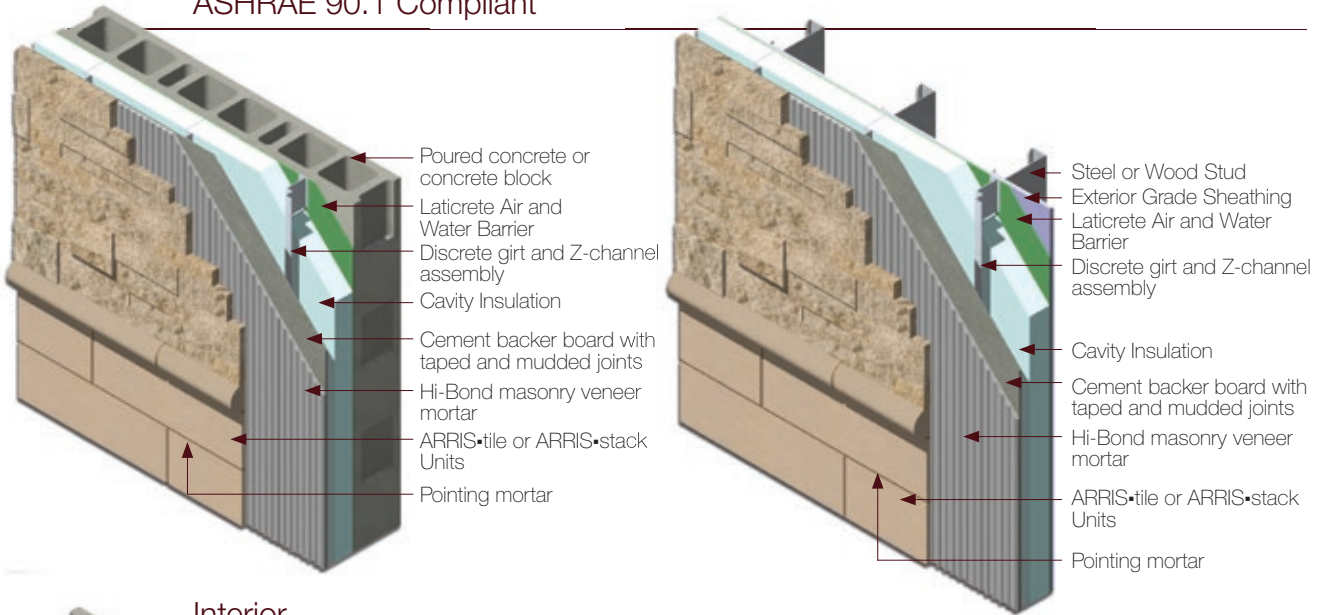 ASHRAE 90.1 Compliant
Poured concrete or
concrete block
Laticrete Air and
Water Barrier
Discrete girt and Z-channel
assembly
Cavity Insulation
Cement backer board with
taped and mudded joints
Hi-Bond masonry veneer
mortar
ARRIS▪tile or ARRIS▪stack
Units
Pointing mortar
Steel or Wood Stud
Exterior Grade Sheathing
Laticrete Air and Water
Barrier
Discrete girt and Z-channel
assembly
Cavity Insulation
Cement backer board with
taped and mudded joints
Hi-Bond masonry veneer
mortar
ARRIS▪tile or ARRIS▪stack
Units
Pointing mortar
Interior